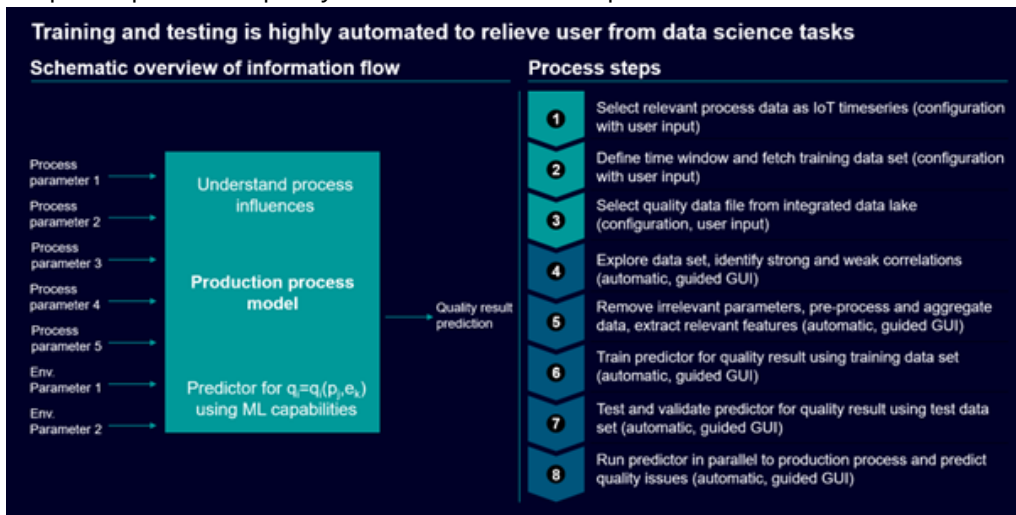 Training and testing is highly automated to relieve user from data science tasks
Schematic overview of information flow
Process
parameter 1
Process
parameter 2
Process
parameter 3
Process
parameter 4
Process
parameter 5
Env.
Parameter 1
Env.
Parameter 2
Understand process
influences
Production process
model
Predictor for qᵢ=qᵢ(pⱼ,eₖ)
using ML capabilities
Quality result
prediction
Process steps
1
Select relevant process data as IoT timeseries (configuration
with user input)
2
Define time window and fetch training data set (configuration
with user input)
3
Select quality data file from integrated data lake
(configuration, user input)
4
Explore data set, identify strong and weak correlations
(automatic, guided GUI)
5
Remove irrelevant parameters, pre-process and aggregate
data, extract relevant features (automatic, guided GUI)
6
Train predictor for quality result using training data set
(automatic, guided GUI)
7
Test and validate predictor for quality result using test data
set (automatic, guided GUI)
8
Run predictor in parallel to production process and predict
quality issues (automatic, guided GUI)